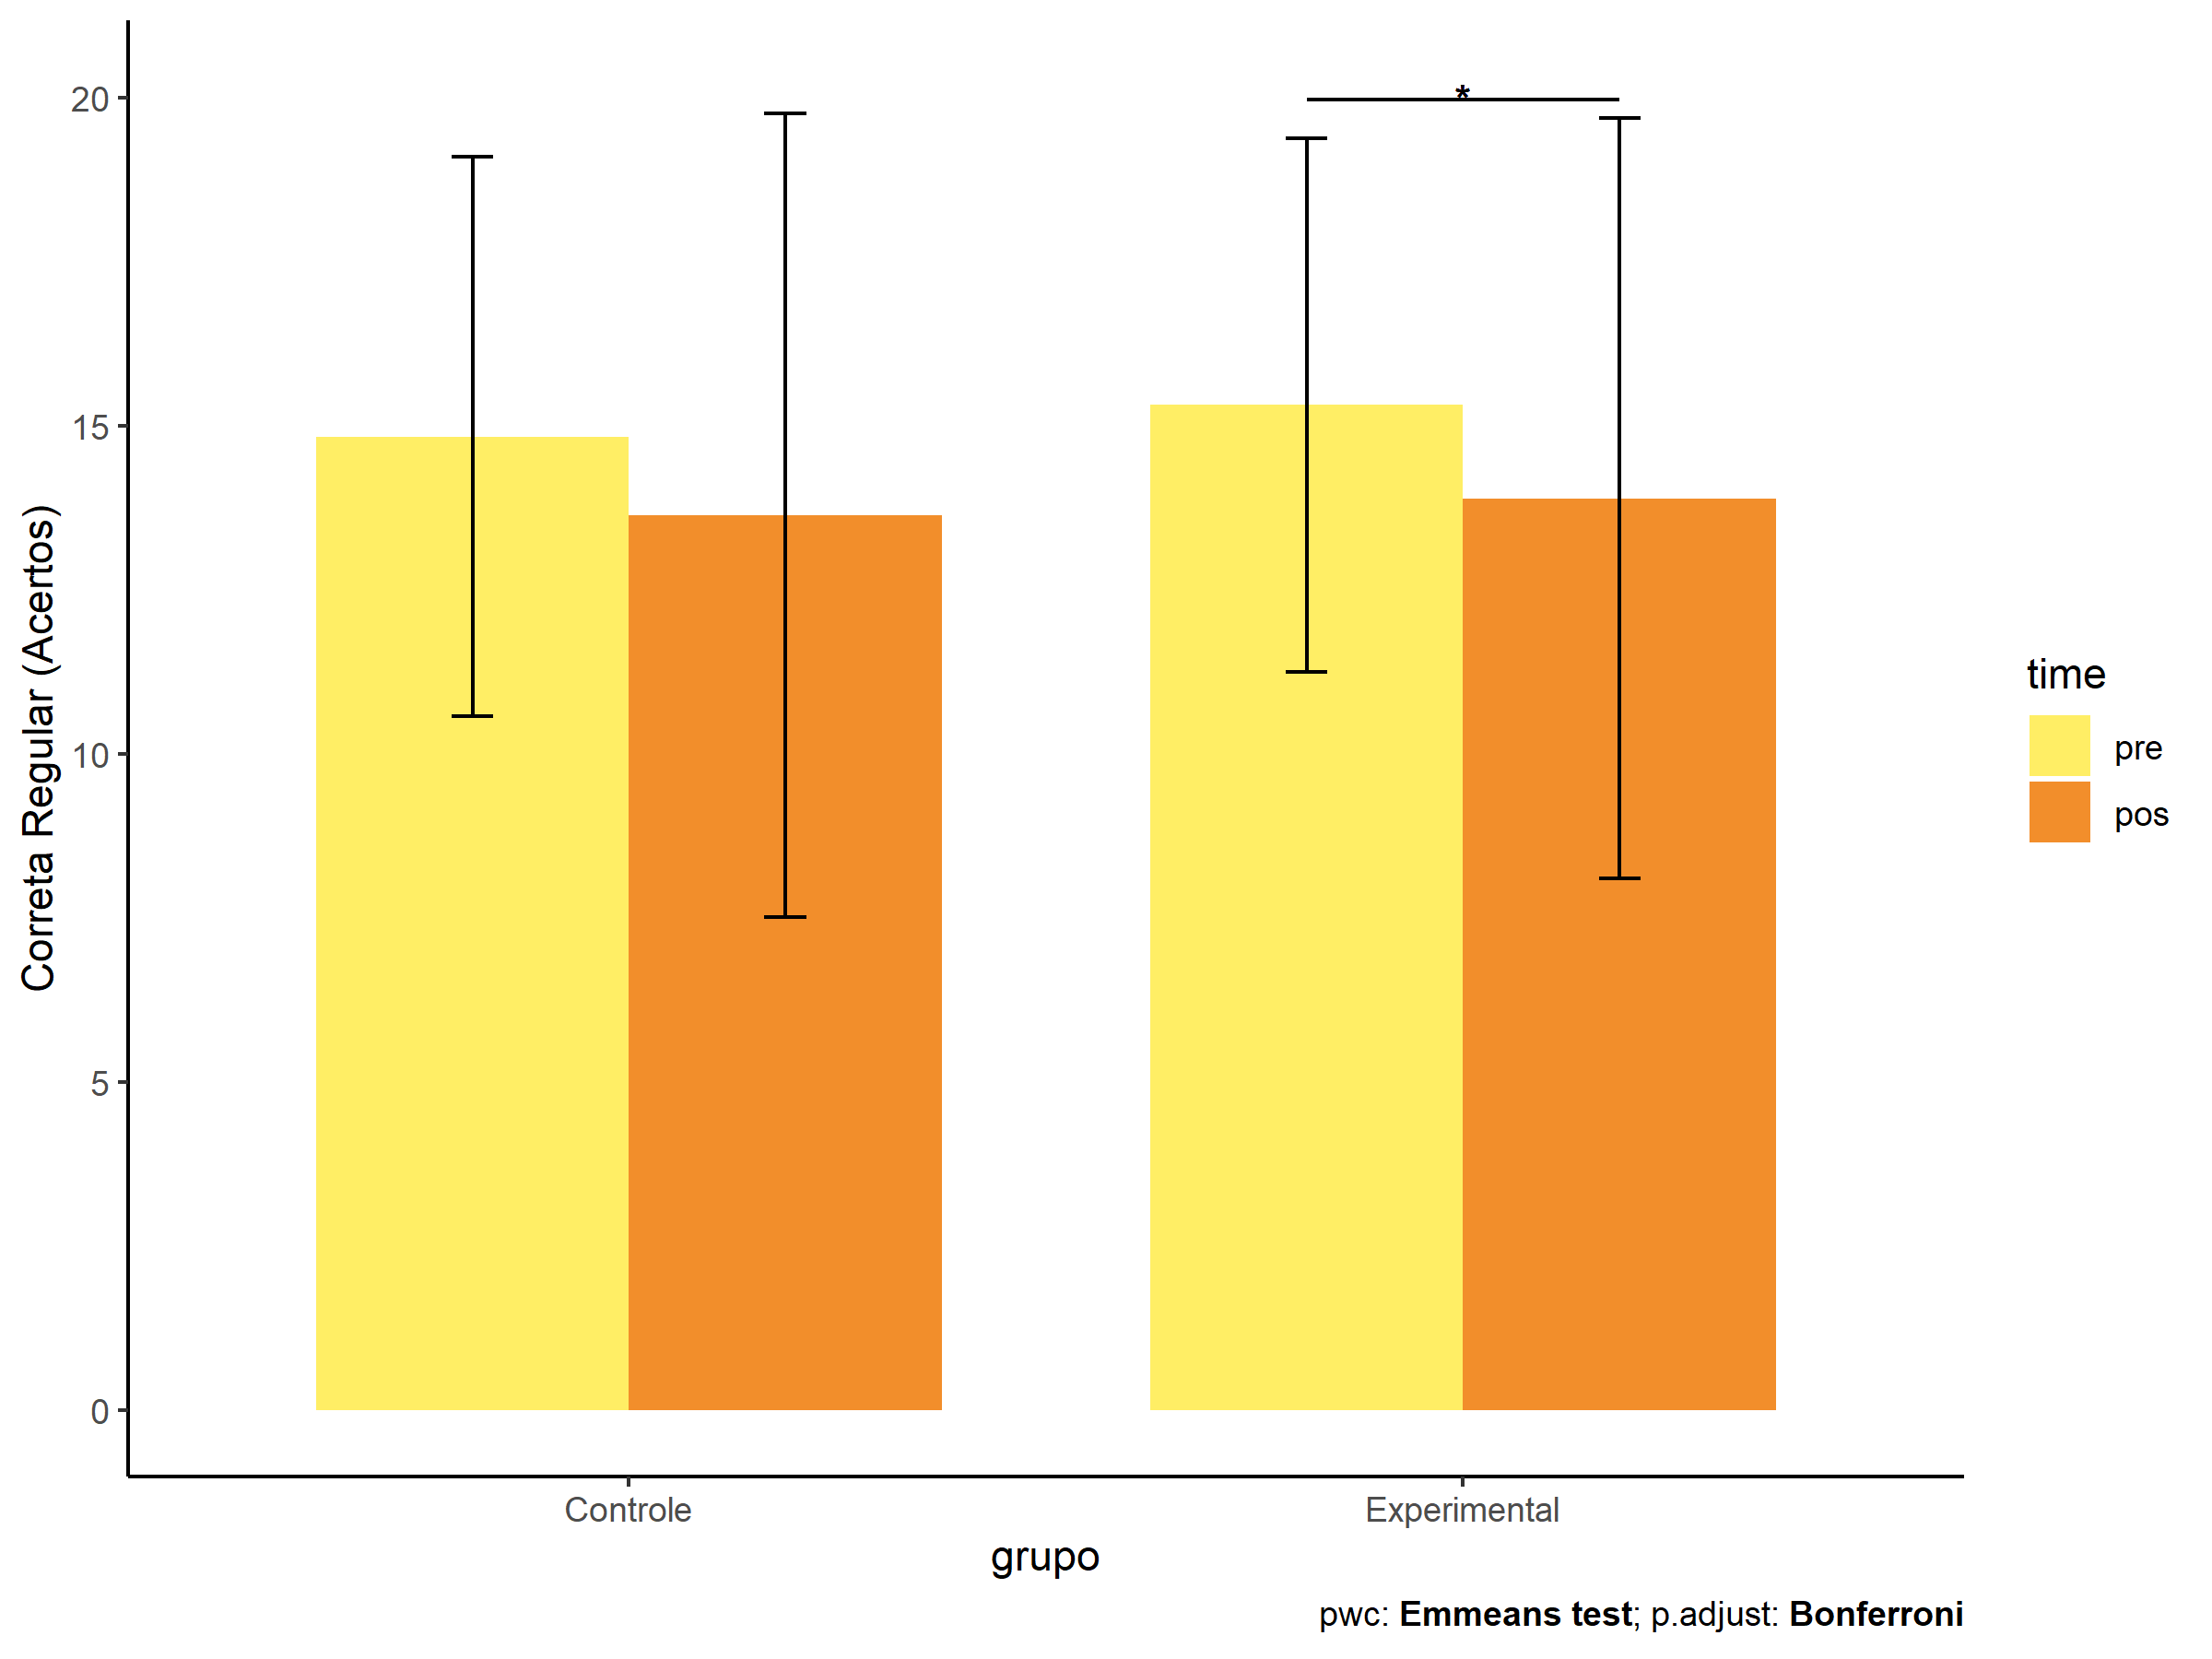 20
*
15
10
5
0
Correta Regular (Acertos)
time
pre
pos
Controle
Experimental
grupo
pwc: Emmeans test; p.adjust: Bonferroni